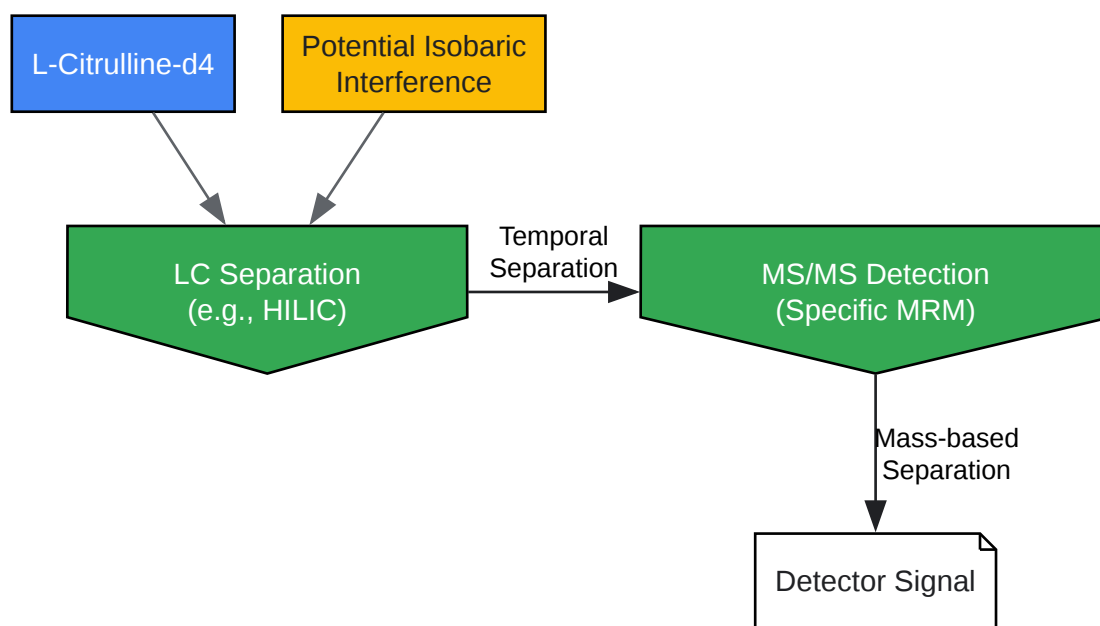 L-Citrulline-d4
Potential Isobaric
Interference
LC Separation
(e.g., HILIC)
Temporal
Separation
MS/MS Detection
(Specific MRM)
Mass-based
Separation
Detector Signal